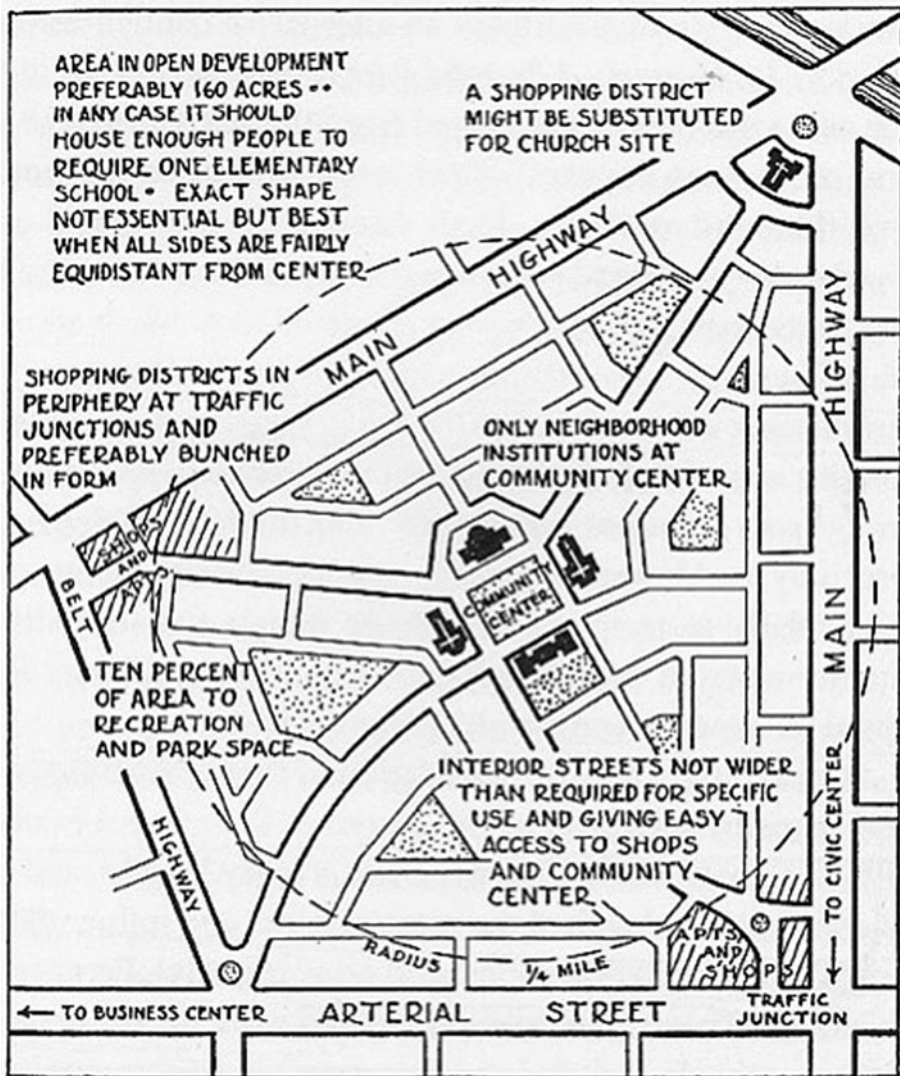 AREA IN OPEN DEVELOPMENT
PREFERABLY 160 ACRES --
IN ANY CASE IT SHOULD
HOUSE ENOUGH PEOPLE TO
REQUIRE ONE ELEMENTARY
SCHOOL - EXACT SHAPE
NOT ESSENTIAL BUT BEST
WHEN ALL SIDES ARE FAIRLY
EQUIDISTANT FROM CENTER
A SHOPPING DISTRICT
MIGHT BE SUBSTITUTED
FOR CHURCH SITE
MAIN HIGHWAY
SHOPPING DISTRICTS IN
PERIPHERY AT TRAFFIC
JUNCTIONS AND
PREFERABLY BUNCHED
IN FORM
ONLY NEIGHBORHOOD
INSTITUTIONS AT
COMMUNITY CENTER
MAIN HIGHWAY
SHOPS
AND
APTS
COMMUNITY
CENTER
BELT
HIGHWAY
TEN PERCENT
OF AREA TO
RECREATION
AND PARK SPACE
INTERIOR STREETS NOT WIDER
THAN REQUIRED FOR SPECIFIC
USE AND GIVING EASY
ACCESS TO SHOPS
AND COMMUNITY
CENTER
TO CIVIC CENTER
RADIUS 1/4 MILE
APTS
AND
SHOPS
TRAFFIC
JUNCTION
← TO BUSINESS CENTER
ARTERIAL STREET